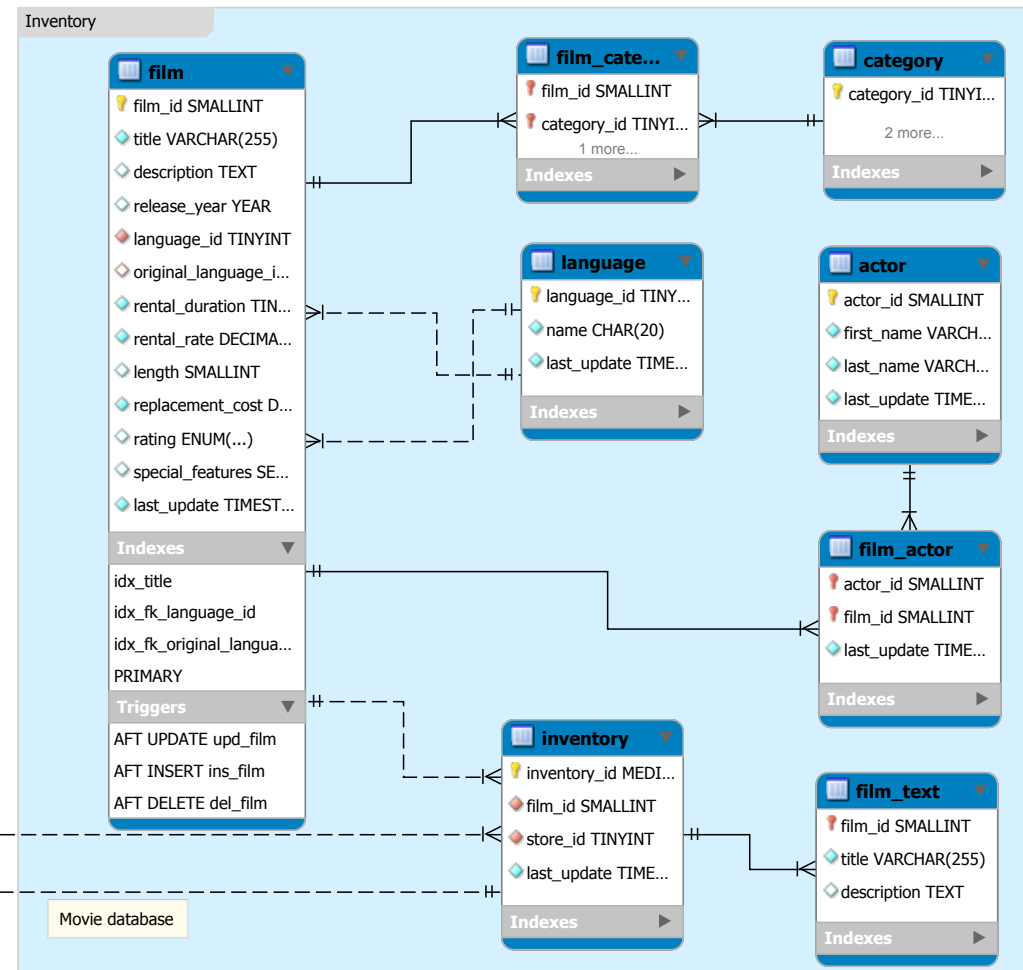 Inventory
film
film_id SMALLINT
title VARCHAR(255)
description TEXT
release_year YEAR
language_id TINYINT
original_language_i...
rental_duration TIN...
rental_rate DECIMA...
length SMALLINT
replacement_cost D...
rating ENUM(...)
special_features SE...
last_update TIMEST...
Indexes
idx_title
idx_fk_language_id
idx_fk_original_langua...
PRIMARY
Triggers
AFT UPDATE upd_film
AFT INSERT ins_film
AFT DELETE del_film
film_cate...
film_id SMALLINT
category_id TINYI...
1 more...
Indexes
category
category_id TINYI...
2 more...
Indexes
language
language_id TINY...
name CHAR(20)
last_update TIME...
Indexes
actor
actor_id SMALLINT
first_name VARCH...
last_name VARCH...
last_update TIME...
Indexes
film_actor
actor_id SMALLINT
film_id SMALLINT
last_update TIME...
Indexes
inventory
inventory_id MEDI...
film_id SMALLINT
store_id TINYINT
last_update TIME...
Indexes
film_text
film_id SMALLINT
title VARCHAR(255)
description TEXT
Indexes
Movie database